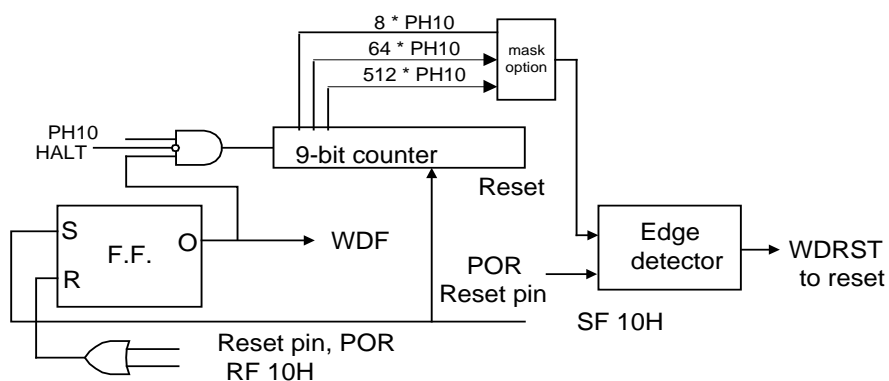 8 * PH10
64 * PH10
512 * PH10
mask
option
PH10
HALT
9-bit counter
Reset
S
R
F.F.
O
WDF
POR
Reset pin
Edge
detector
WDRST
to reset
SF 10H
Reset pin, POR
RF 10H